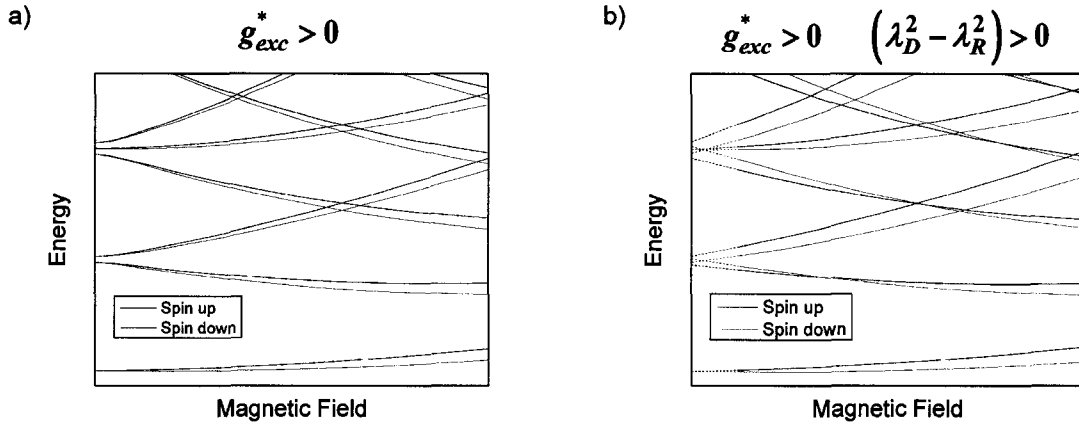 a)
g*exc > 0
Energy
Spin up
Spin down
Magnetic Field
b)
g*exc > 0 (λ²D − λ²R) > 0
Energy
Spin up
Spin down
Magnetic Field